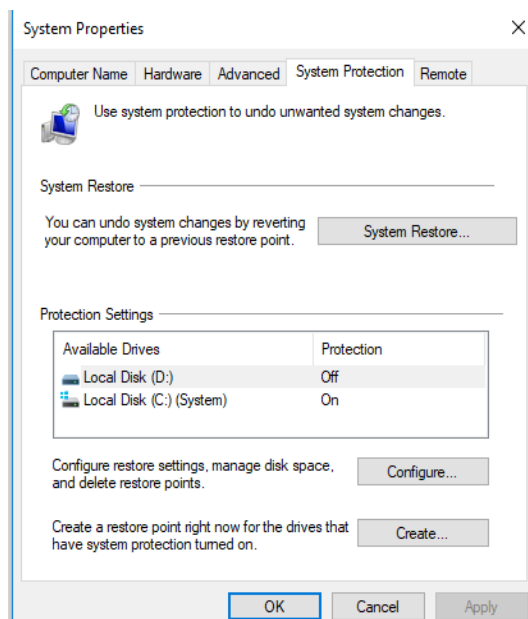 System Properties
Computer Name Hardware Advanced System Protection Remote
Use system protection to undo unwanted system changes.
System Restore
You can undo system changes by reverting
your computer to a previous restore point.
System Restore...
Protection Settings
Available Drives Protection
Local Disk (D:) Off
Local Disk (C:) (System) On
Configure restore settings, manage disk space,
and delete restore points.
Configure...
Create a restore point right now for the drives that
have system protection turned on.
Create...
OK Cancel Apply